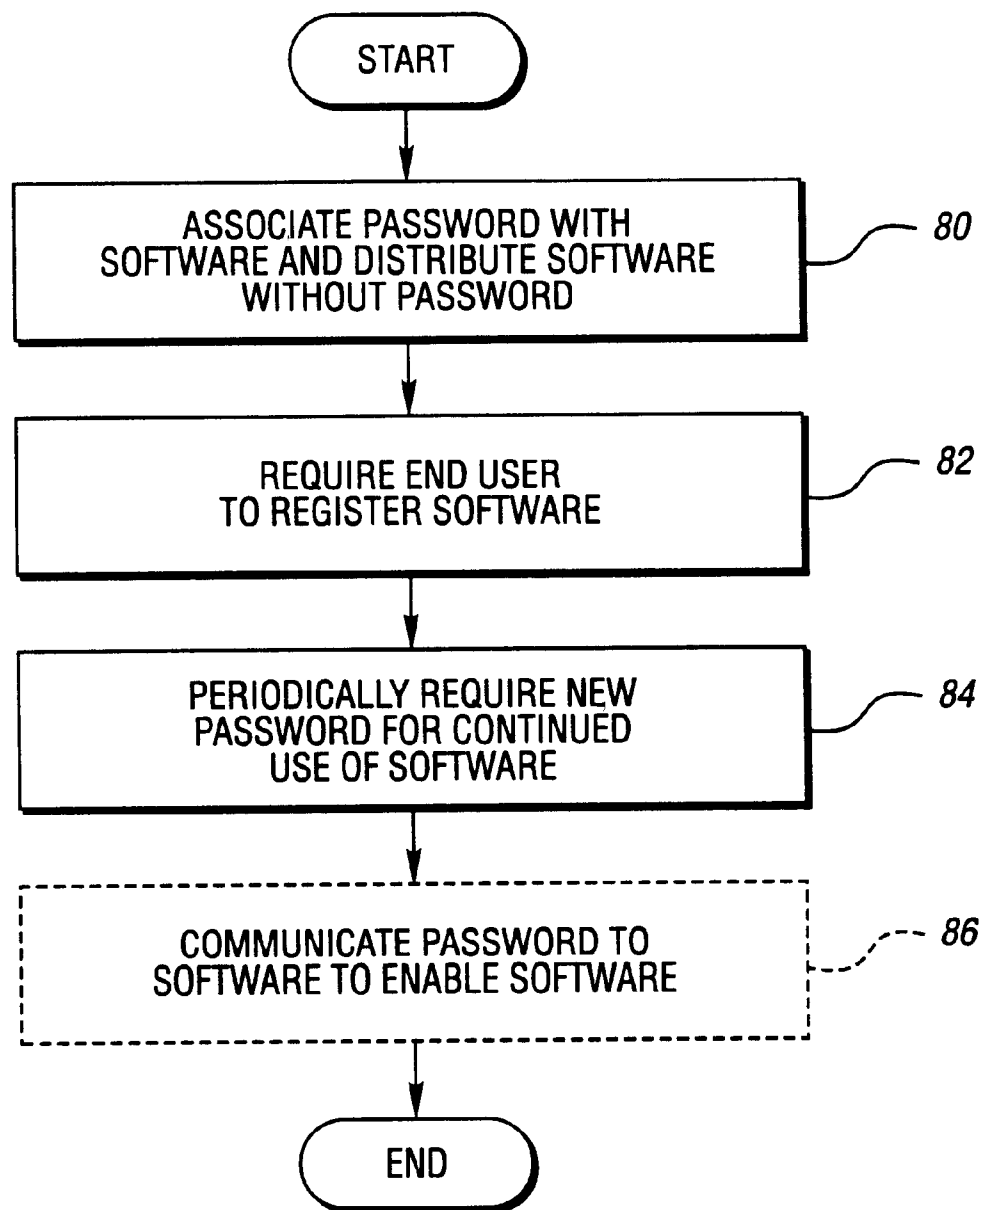 START
ASSOCIATE PASSWORD WITH
SOFTWARE AND DISTRIBUTE SOFTWARE
WITHOUT PASSWORD
80
REQUIRE END USER
TO REGISTER SOFTWARE
82
PERIODICALLY REQUIRE NEW
PASSWORD FOR CONTINUED
USE OF SOFTWARE
84
COMMUNICATE PASSWORD TO
SOFTWARE TO ENABLE SOFTWARE
86
END